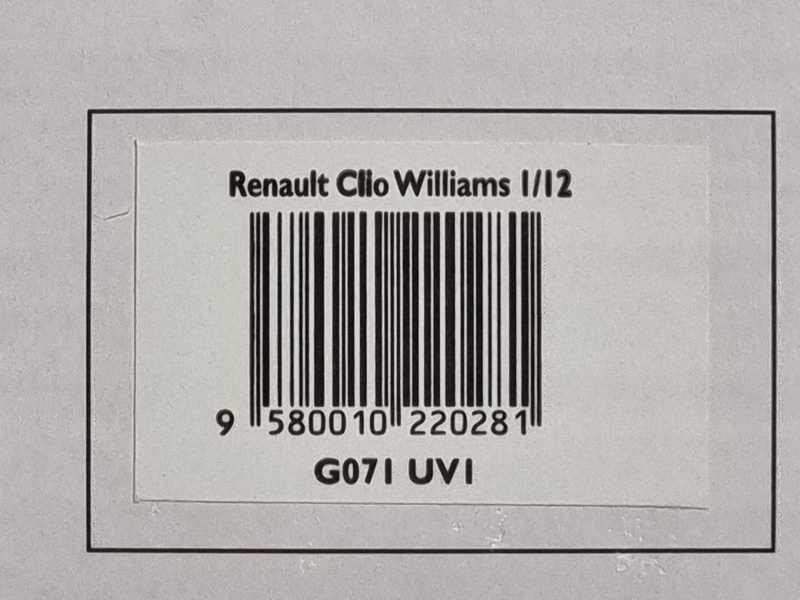 Renault Clio Williams 1/12
9 580010 220281
G071 UV1